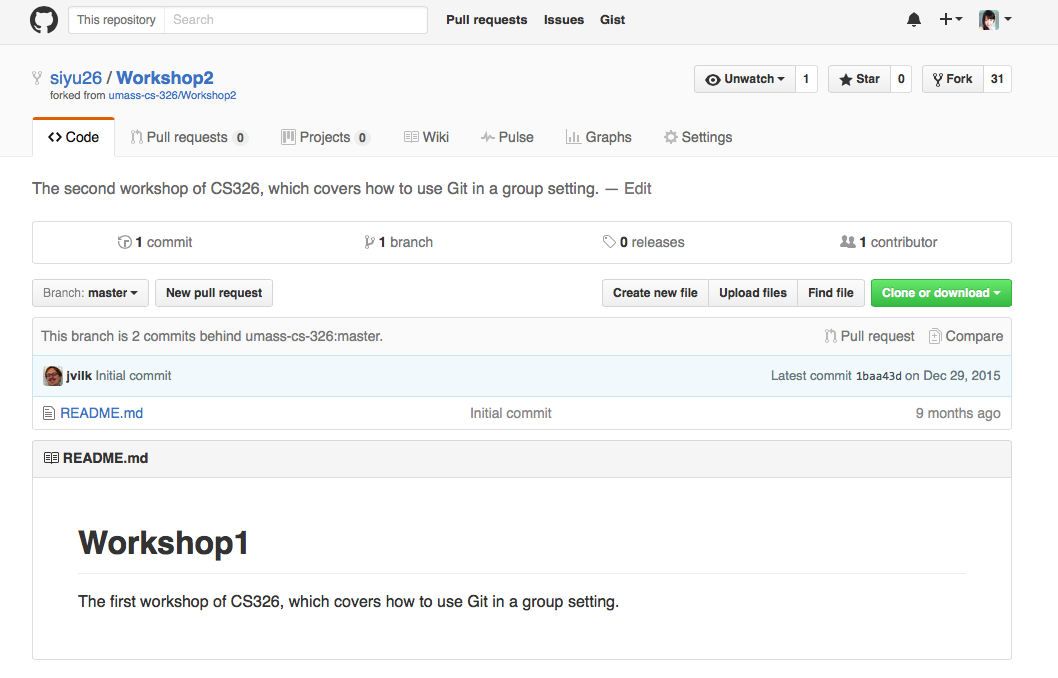 This repository Search Pull requests Issues Gist
siyu26 / Workshop2 Unwatch 1 Star 0 Fork 31
forked from umass-cs-326/Workshop2
Code Pull requests 0 Projects 0 Wiki Pulse Graphs Settings
The second workshop of CS326, which covers how to use Git in a group setting. — Edit
1 commit 1 branch 0 releases 1 contributor
Branch: master New pull request Create new file Upload files Find file Clone or download
This branch is 2 commits behind umass-cs-326:master. Pull request Compare
jvilk Initial commit Latest commit 1baa43d on Dec 29, 2015
README.md Initial commit 9 months ago
README.md
Workshop1
The first workshop of CS326, which covers how to use Git in a group setting.